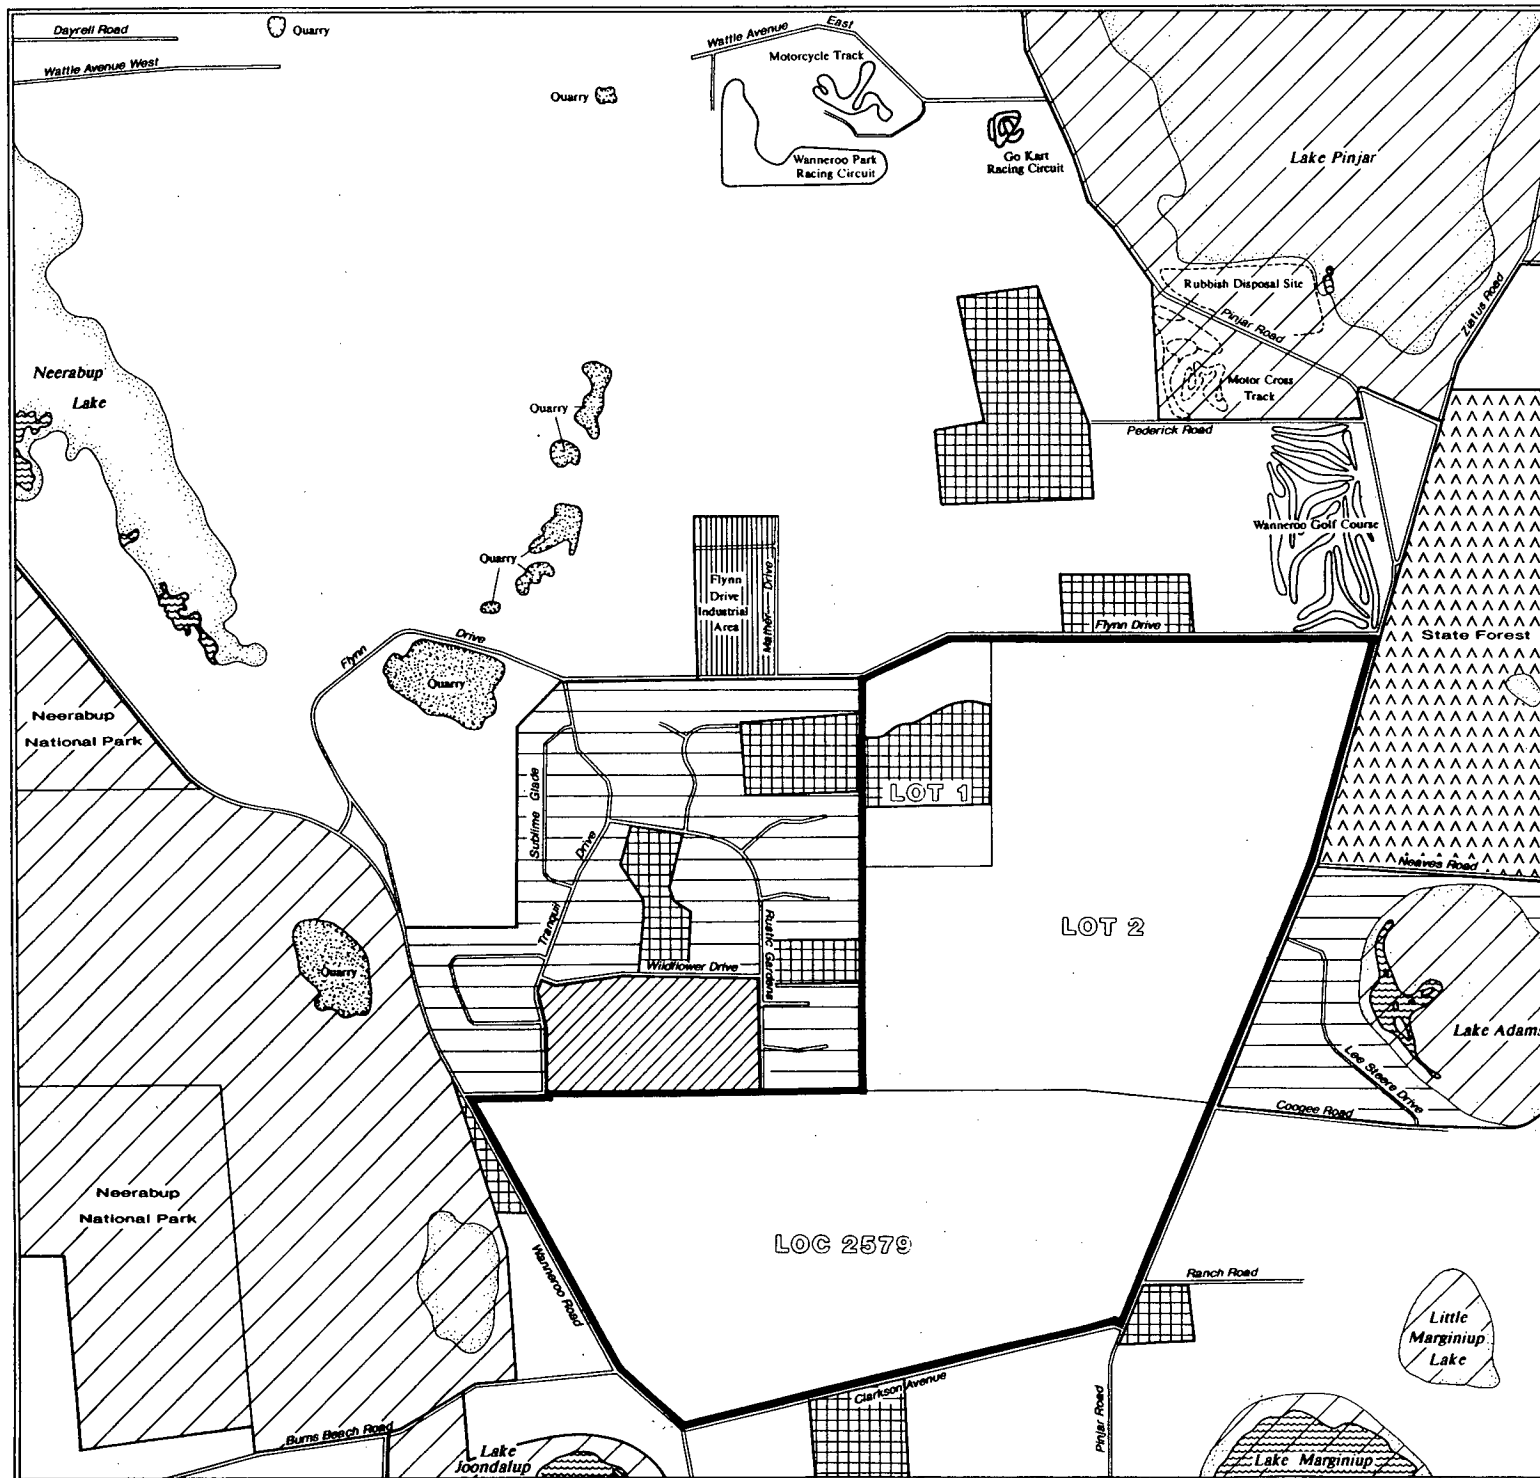 Dayrell Road
Quarry
Wattle Avenue East
Wattle Avenue West
Motorcycle Track
Quarry
Go Kart
Racing Circuit
Wanneroo Park
Racing Circuit
Lake Pinjar
Rubbish Disposal Site
Pinjar Road
Ziatus Road
Neerabup
Lake
Motor Cross
Track
Quarry
Pederick Road
Wanneroo Golf Course
Quarry
Flynn
Drive
Industrial
Area
Mather Drive
Flynn Drive
State Forest
Flynn Drive
Quarry
Neerabup
National Park
Sublime Glade
LOT 1
Tranquil Drive
Neaves Road
LOT 2
Rustic Gardens
Wildflower Drive
Quarry
Lake Adams
Lee Steere Drive
Coogee Road
Neerabup
National Park
LOC 2579
Wanneroo Road
Ranch Road
Little
Marginiup
Lake
Clarkson Avenue
Pinjar Road
Burns Beach Road
Lake
Joondalup
Lake Marginiup